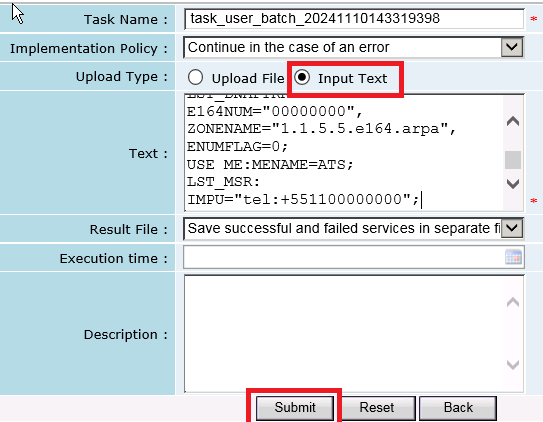 Task Name : task_user_batch_20241110143319398 *
Implementation Policy : Continue in the case of an error
Upload Type : Upload File Input Text
Text :
E164NUM="00000000",
ZONENAME="1.1.5.5.e164.arpa",
ENUMFLAG=0;
USE ME:MENAME=ATS;
LST_MSR:
IMPU="tel:+551100000000";
*
Result File : Save successful and failed services in separate fi
Execution time :
Description :
Submit Reset Back